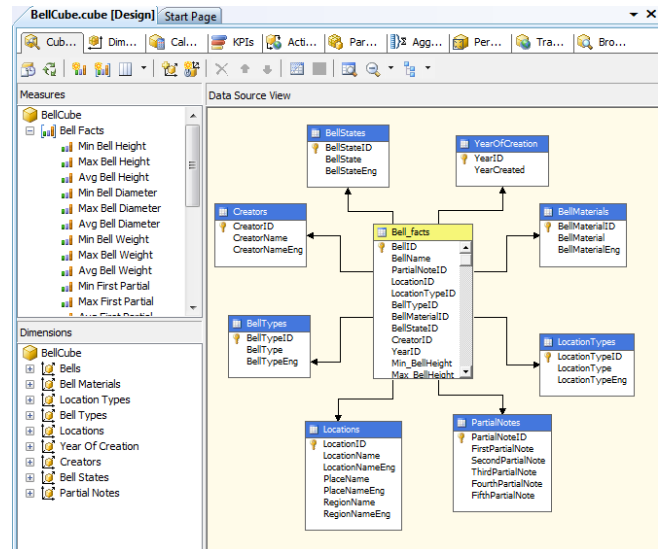 BellCube.cube [Design]
Start Page
Cub...
Dim...
Cal...
KPIs
Acti...
Par...
Agg...
Per...
Tra...
Bro...
Measures
BellCube
Bell Facts
Min Bell Height
Max Bell Height
Avg Bell Height
Min Bell Diameter
Max Bell Diameter
Avg Bell Diameter
Min Bell Weight
Max Bell Weight
Avg Bell Weight
Min First Partial
Max First Partial
Avg First Partial
Dimensions
BellCube
Bells
Bell Materials
Location Types
Bell Types
Locations
Year Of Creation
Creators
Bell States
Partial Notes
Data Source View
BellStates
BellStateID
BellState
BellStateEng
YearOfCreation
YearID
YearCreated
Creators
CreatorID
CreatorName
CreatorNameEng
Bell_facts
BellID
BellName
PartialNoteID
LocationID
LocationTypeID
BellTypeID
BellMaterialID
BellStateID
CreatorID
YearID
Min_BellHeight
Max_BellHeight
BellMaterials
BellMaterialID
BellMaterial
BellMaterialEng
BellTypes
BellTypeID
BellType
BellTypeEng
LocationTypes
LocationTypeID
LocationType
LocationTypeEng
Locations
LocationID
LocationName
LocationNameEng
PlaceName
PlaceNameEng
RegionName
RegionNameEng
PartialNotes
PartialNoteID
FirstPartialNote
SecondPartialNote
ThirdPartialNote
FourthPartialNote
FifthPartialNote